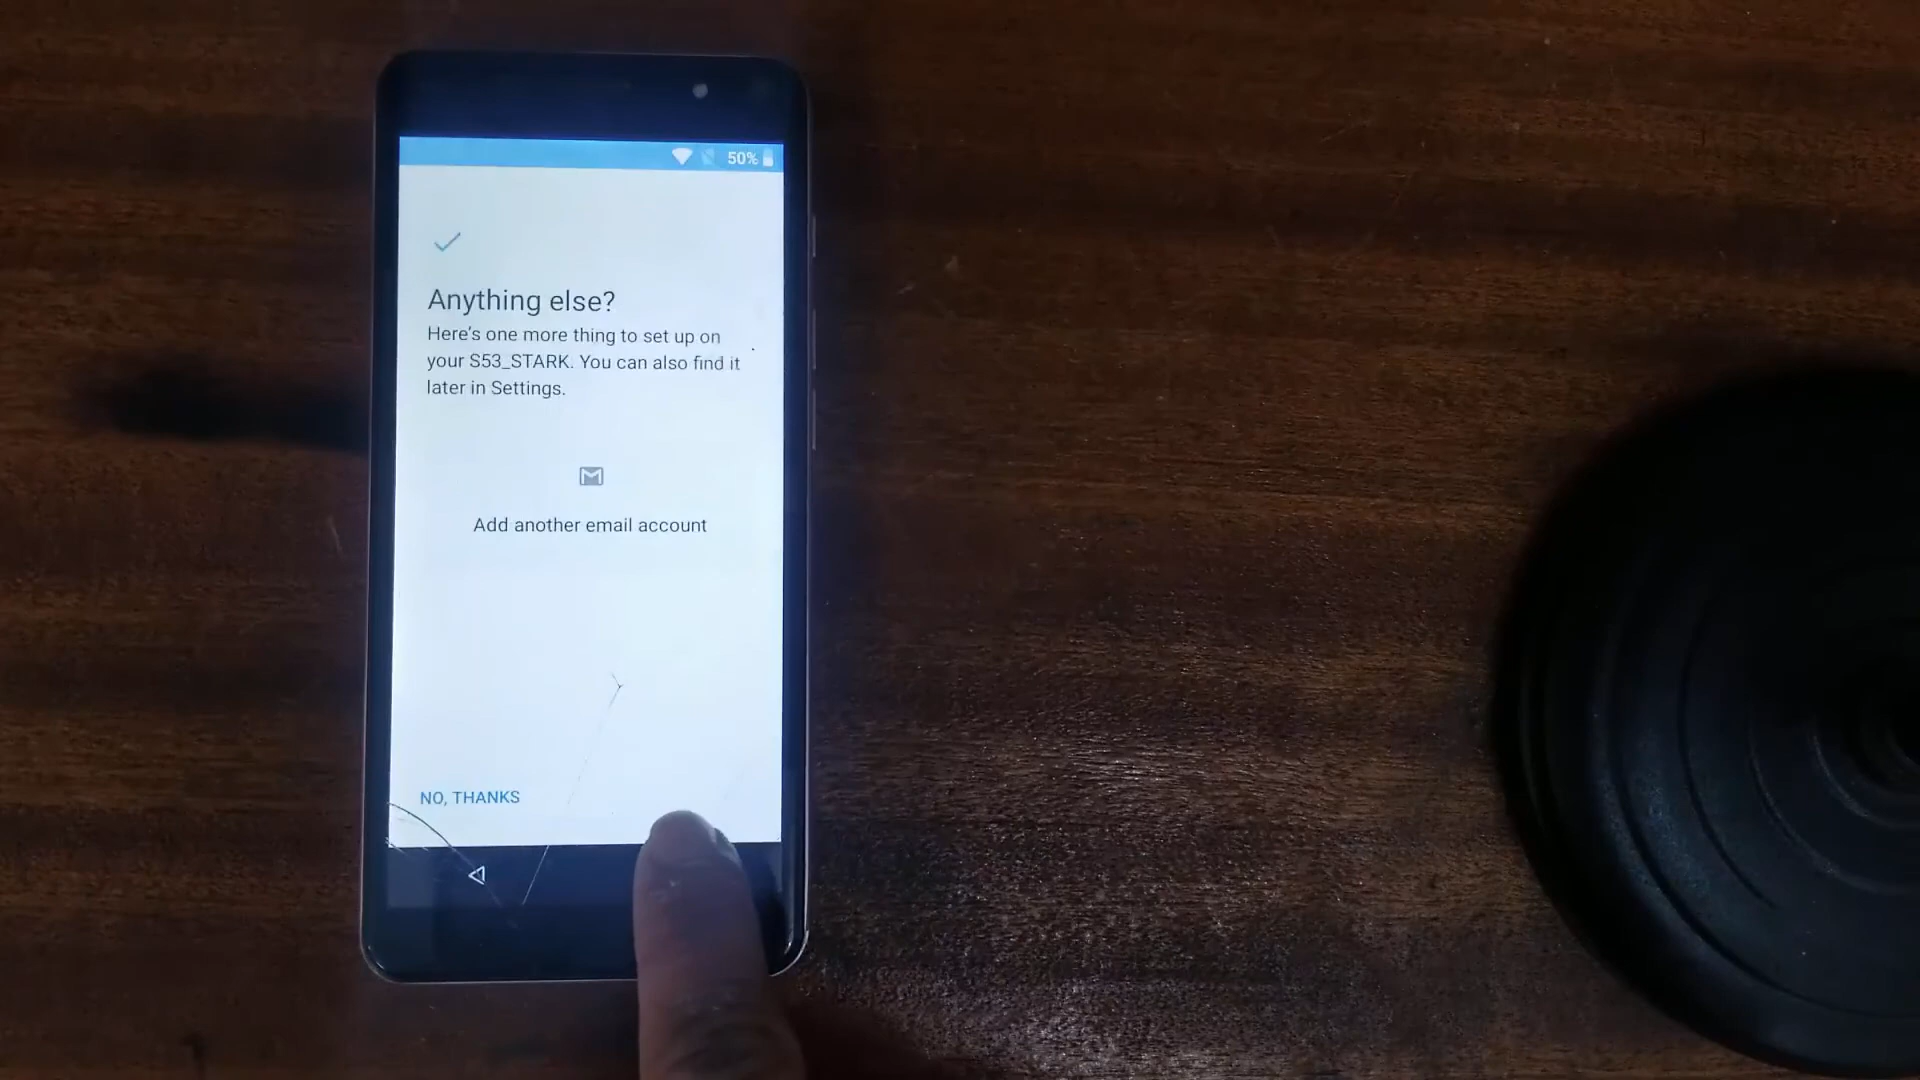 50%
Anything else?
Here's one more thing to set up on
your S53_STARK. You can also find it
later in Settings.
Add another email account
NO, THANKS